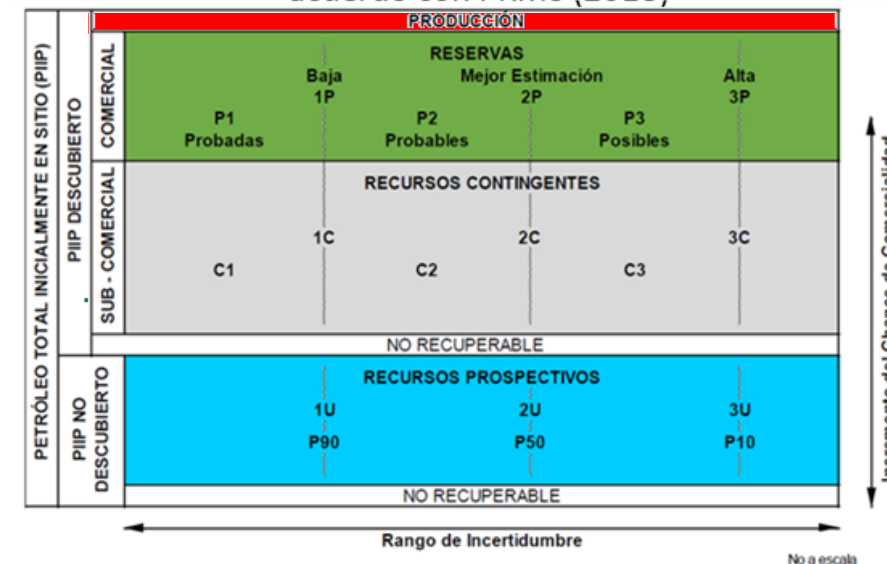 PRODUCCIÓN
PETRÓLEO TOTAL INICIALMENTE EN SITIO (PIIP)
PIIP DESCUBIERTO
COMERCIAL
RESERVAS
Baja Mejor Estimación Alta
1P 2P 3P
P1 P2 P3
Probadas Probables Posibles
SUB - COMERCIAL
RECURSOS CONTINGENTES
1C 2C 3C
C1 C2 C3
NO RECUPERABLE
PIIP NO
DESCUBIERTO
RECURSOS PROSPECTIVOS
1U 2U 3U
P90 P50 P10
NO RECUPERABLE
Rango de Incertidumbre
No a escala